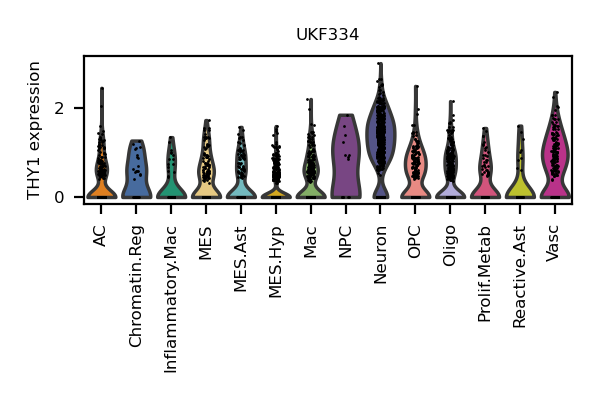 UKF334
THY1 expression
2
0
AC
Chromatin.Reg
Inflammatory.Mac
MES
MES.Ast
MES.Hyp
Mac
NPC
Neuron
OPC
Oligo
Prolif.Metab
Reactive.Ast
Vasc